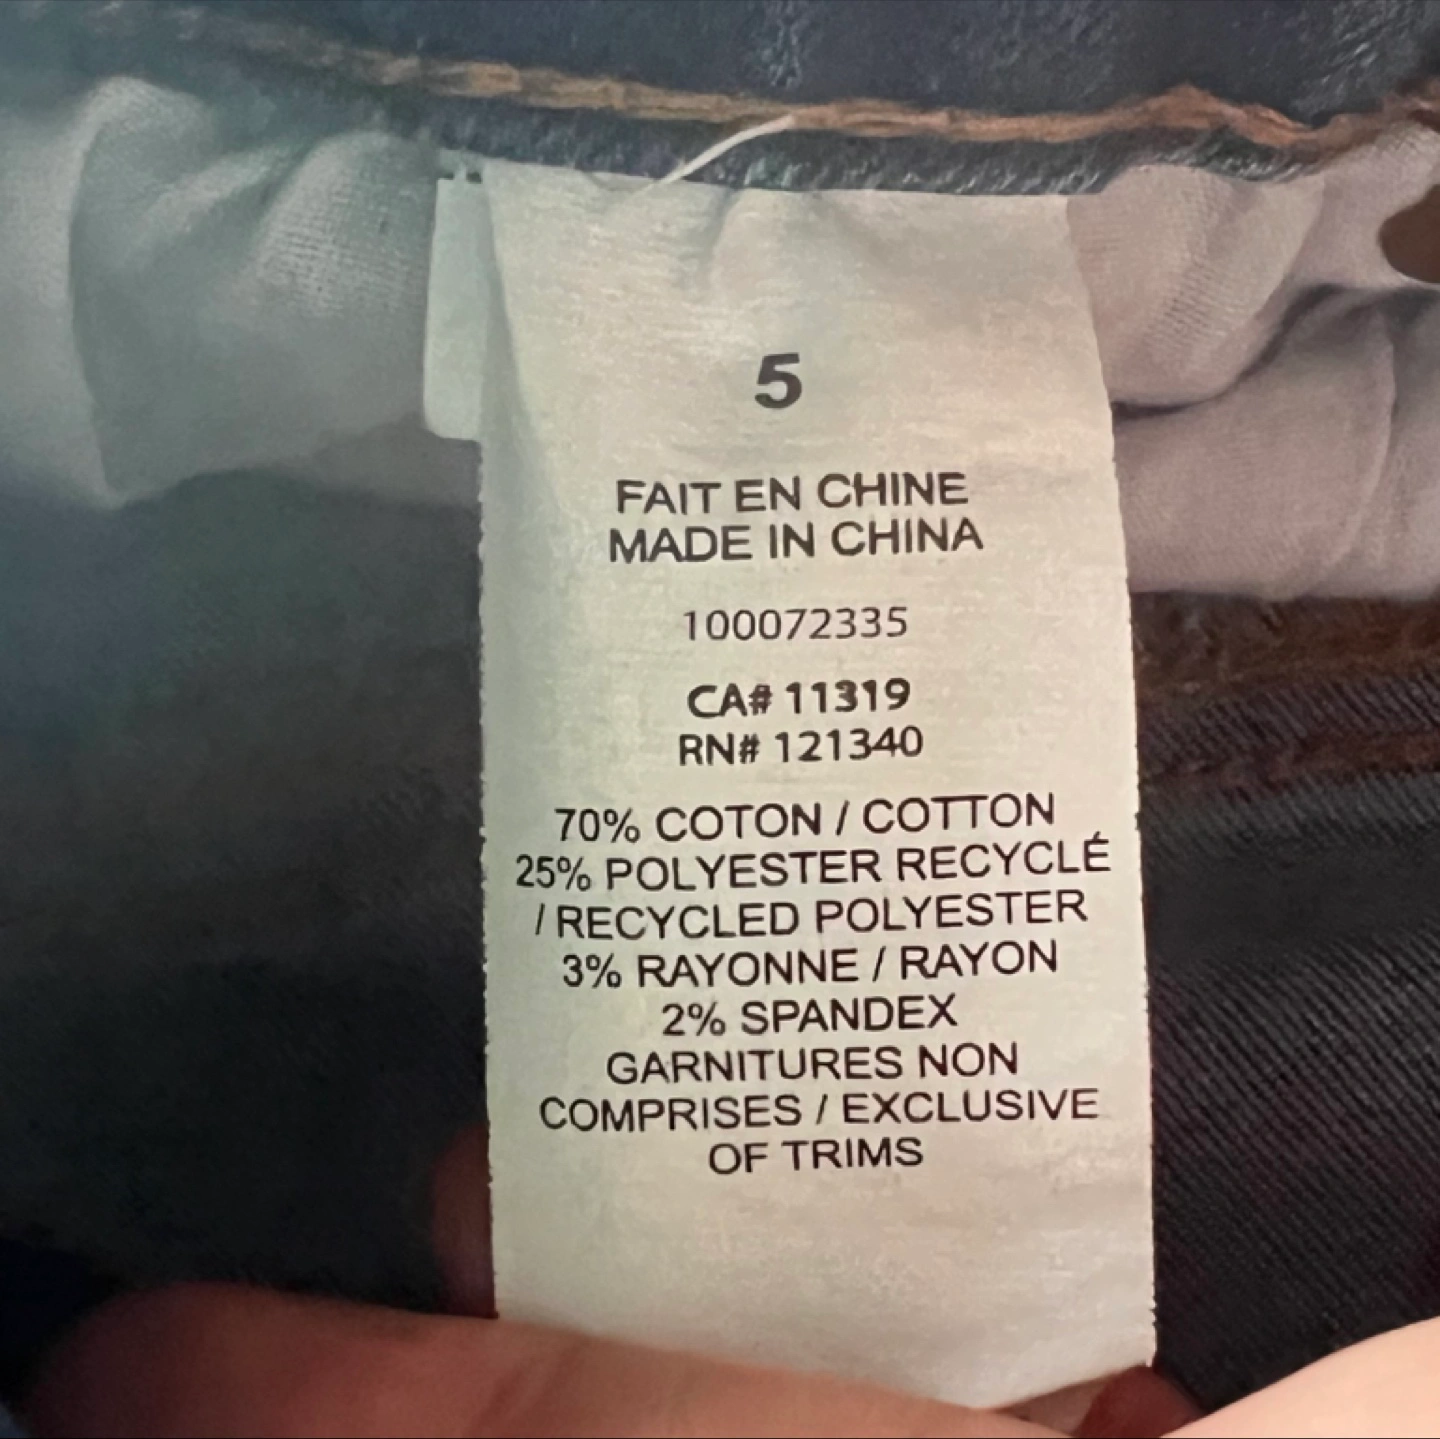 5
FAIT EN CHINE
MADE IN CHINA
100072335
CA# 11319
RN# 121340
70% COTON / COTTON
25% POLYESTER RECYCLÉ
/ RECYCLED POLYESTER
3% RAYONNE / RAYON
2% SPANDEX
GARNITURES NON
COMPRISES / EXCLUSIVE
OF TRIMS